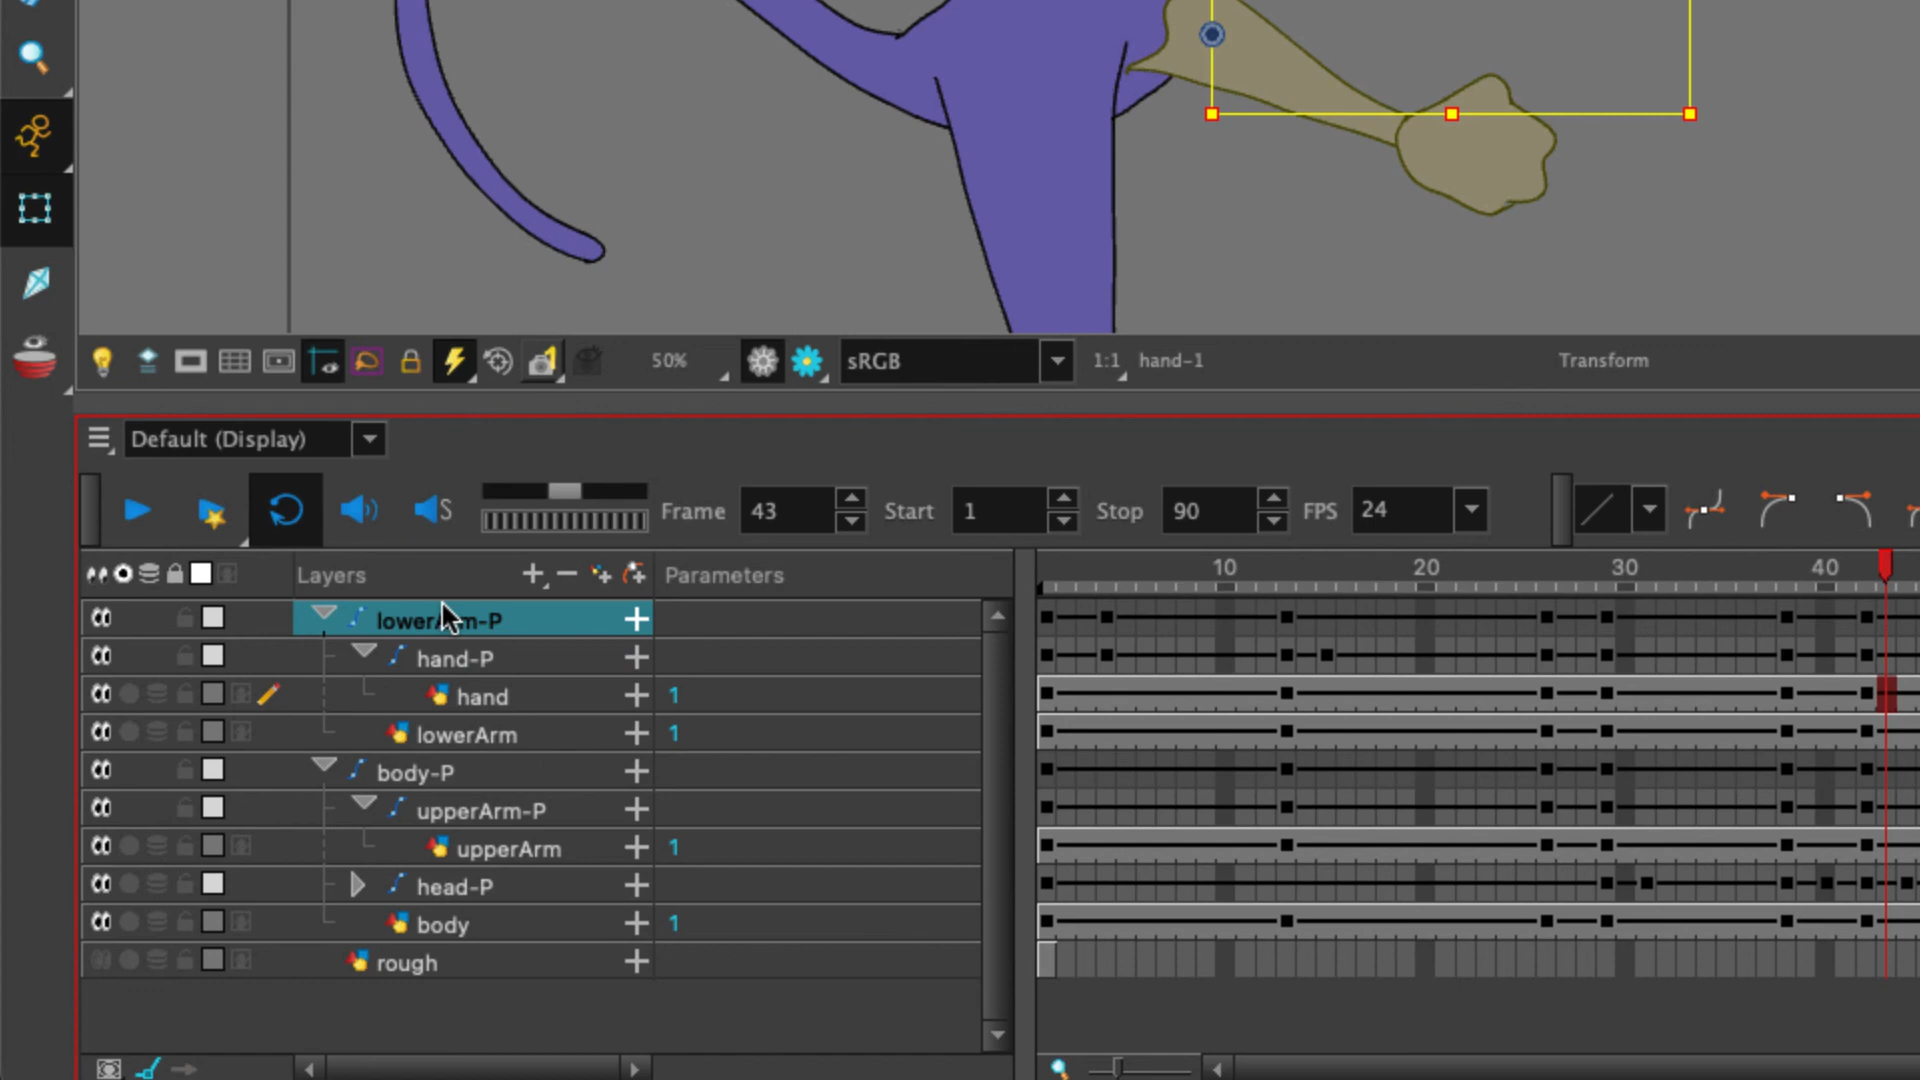 50% sRGB 1:1 hand-1 Transform
Default (Display)
S Frame 43 Start 1 Stop 90 FPS 24
Layers Parameters 10 20 30 40
lowerArm-P
hand-P
hand 1
lowerArm 1
body-P
upperArm-P
upperArm 1
head-P
body 1
rough